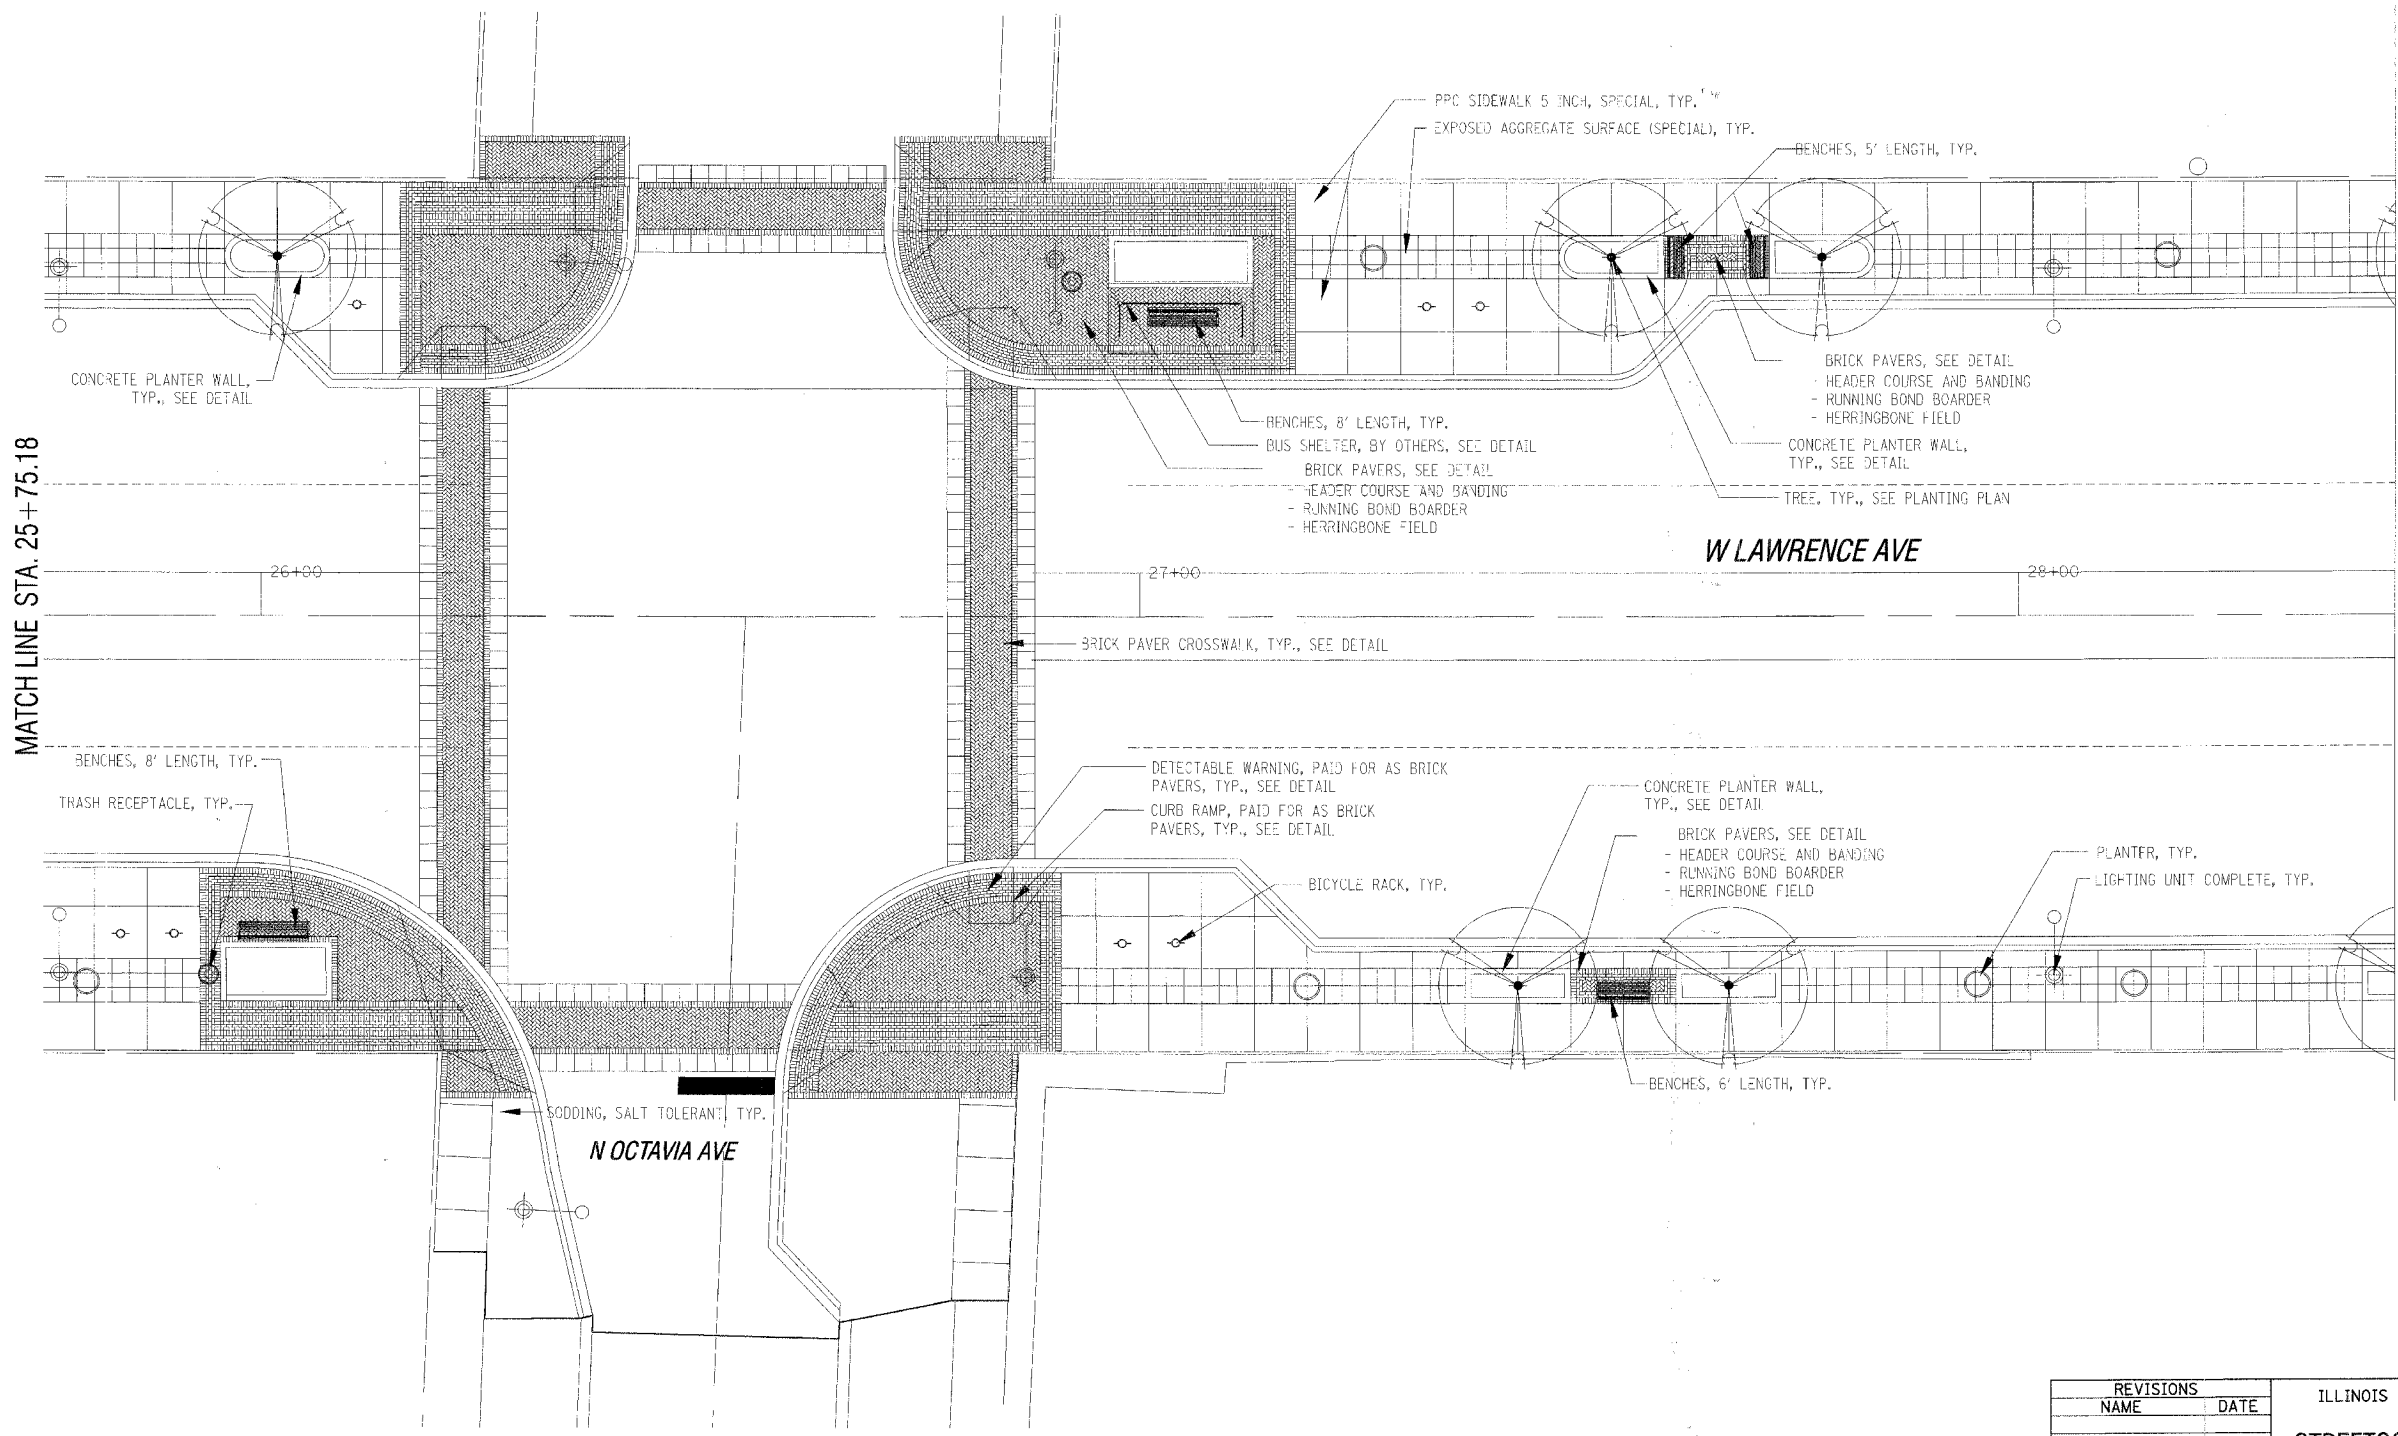 PPC SIDEWALK 5 INCH, SPECIAL, TYP.
EXPOSED AGGREGATE SURFACE (SPECIAL), TYP.
BENCHES, 5' LENGTH, TYP.
CONCRETE PLANTER WALL,
TYP., SEE DETAIL
BRICK PAVERS, SEE DETAIL
- HEADER COURSE AND BANDING
- RUNNING BOND BOARDER
- HERRINGBONE FIELD
BENCHES, 8' LENGTH, TYP.
BUS SHELTER, BY OTHERS, SEE DETAIL
BRICK PAVERS, SEE DETAIL
- HEADER COURSE AND BANDING
- RUNNING BOND BOARDER
- HERRINGBONE FIELD
CONCRETE PLANTER WALL,
TYP., SEE DETAIL
TREE, TYP., SEE PLANTING PLAN
MATCH LINE STA. 25+75.18
W LAWRENCE AVE
26+00
27+00
28+00
BRICK PAVER CROSSWALK, TYP., SEE DETAIL
BENCHES, 8' LENGTH, TYP.
TRASH RECEPTACLE, TYP.
DETECTABLE WARNING, PAID FOR AS BRICK
PAVERS, TYP., SEE DETAIL
CURB RAMP, PAID FOR AS BRICK
PAVERS, TYP., SEE DETAIL
CONCRETE PLANTER WALL,
TYP., SEE DETAIL
BRICK PAVERS, SEE DETAIL
- HEADER COURSE AND BANDING
- RUNNING BOND BOARDER
- HERRINGBONE FIELD
PLANTER, TYP.
LIGHTING UNIT COMPLETE, TYP.
BICYCLE RACK, TYP.
BENCHES, 6' LENGTH, TYP.
SODDING, SALT TOLERANT, TYP.
N OCTAVIA AVE
REVISIONS
NAME DATE
ILLINOIS